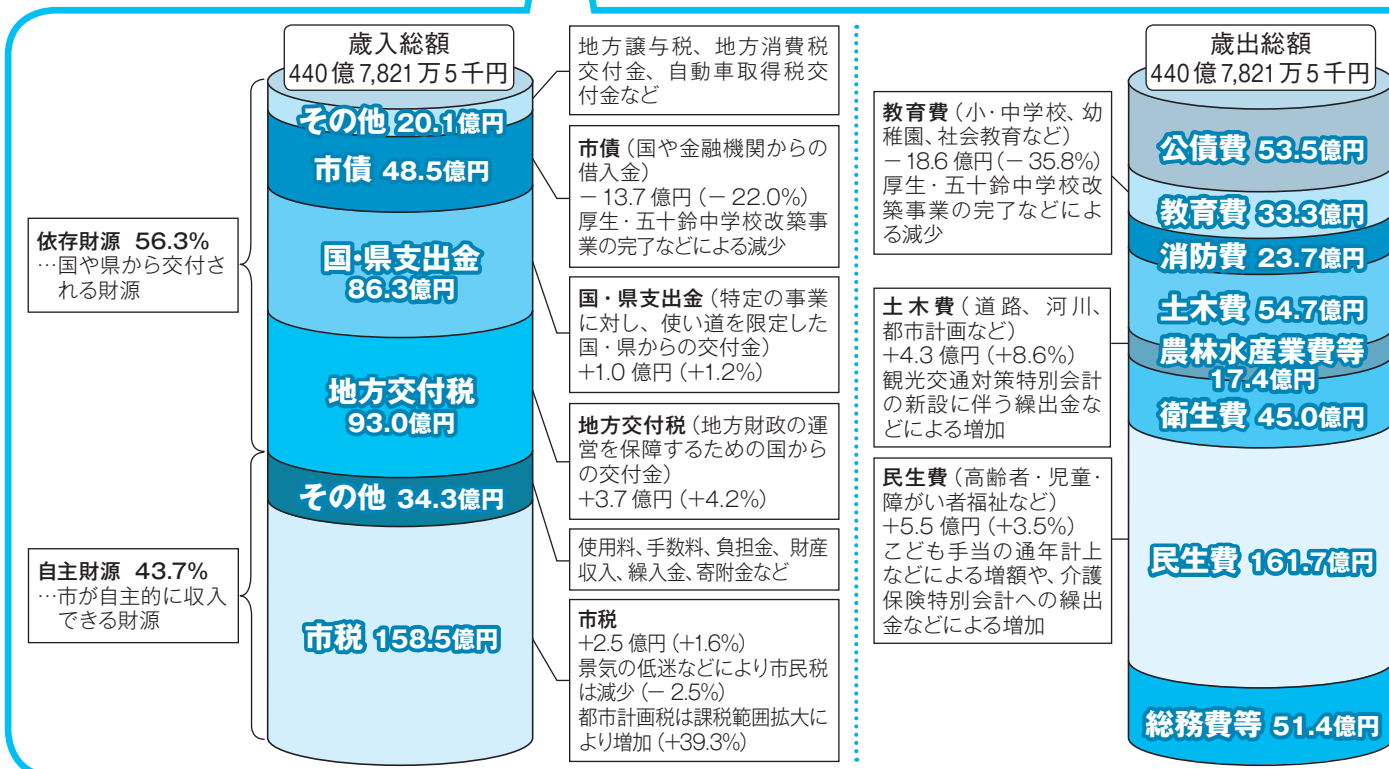 歳入総額
440億7,821万5千円
その他 20.1億円
市債 48.5億円
国・県支出金
86.3億円
地方交付税
93.0億円
その他 34.3億円
市税 158.5億円
依存財源 56.3%
…国や県から交付さ
れる財源
自主財源 43.7%
…市が自主的に収入
できる財源
地方譲与税、地方消費税
交付金、自動車取得税交
付金など
市債（国や金融機関からの
借入金）
－13.7億円（－22.0%）
厚生・五十鈴中学校改築事
業の完了などによる減少
国・県支出金（特定の事業
に対し、使い道を限定した
国・県からの交付金）
+1.0億円（+1.2%）
地方交付税（地方財政の運
営を保障するための国から
の交付金）
+3.7億円（+4.2%）
使用料、手数料、負担金、財産
収入、繰入金、寄附金など
市税
+2.5億円（+1.6%）
景気の低迷などにより市民税
は減少（－2.5%）
都市計画税は課税範囲拡大に
より増加（+39.3%）
教育費（小・中学校、幼
稚園、社会教育など）
－18.6億円（－35.8%）
厚生・五十鈴中学校改
築事業の完了などによ
る減少
土木費（道路、河川、
都市計画など）
+4.3億円（+8.6%）
観光交通対策特別会計
の新設に伴う繰出金な
どによる増加
民生費（高齢者・児童・
障がい者福祉など）
+5.5億円（+3.5%）
こども手当の通年計上
などによる増額や、介護
保険特別会計への繰出
金などによる増加
歳出総額
440億7,821万5千円
公債費 53.5億円
教育費 33.3億円
消防費 23.7億円
土木費 54.7億円
農林水産業費等
17.4億円
衛生費 45.0億円
民生費 161.7億円
総務費等 51.4億円